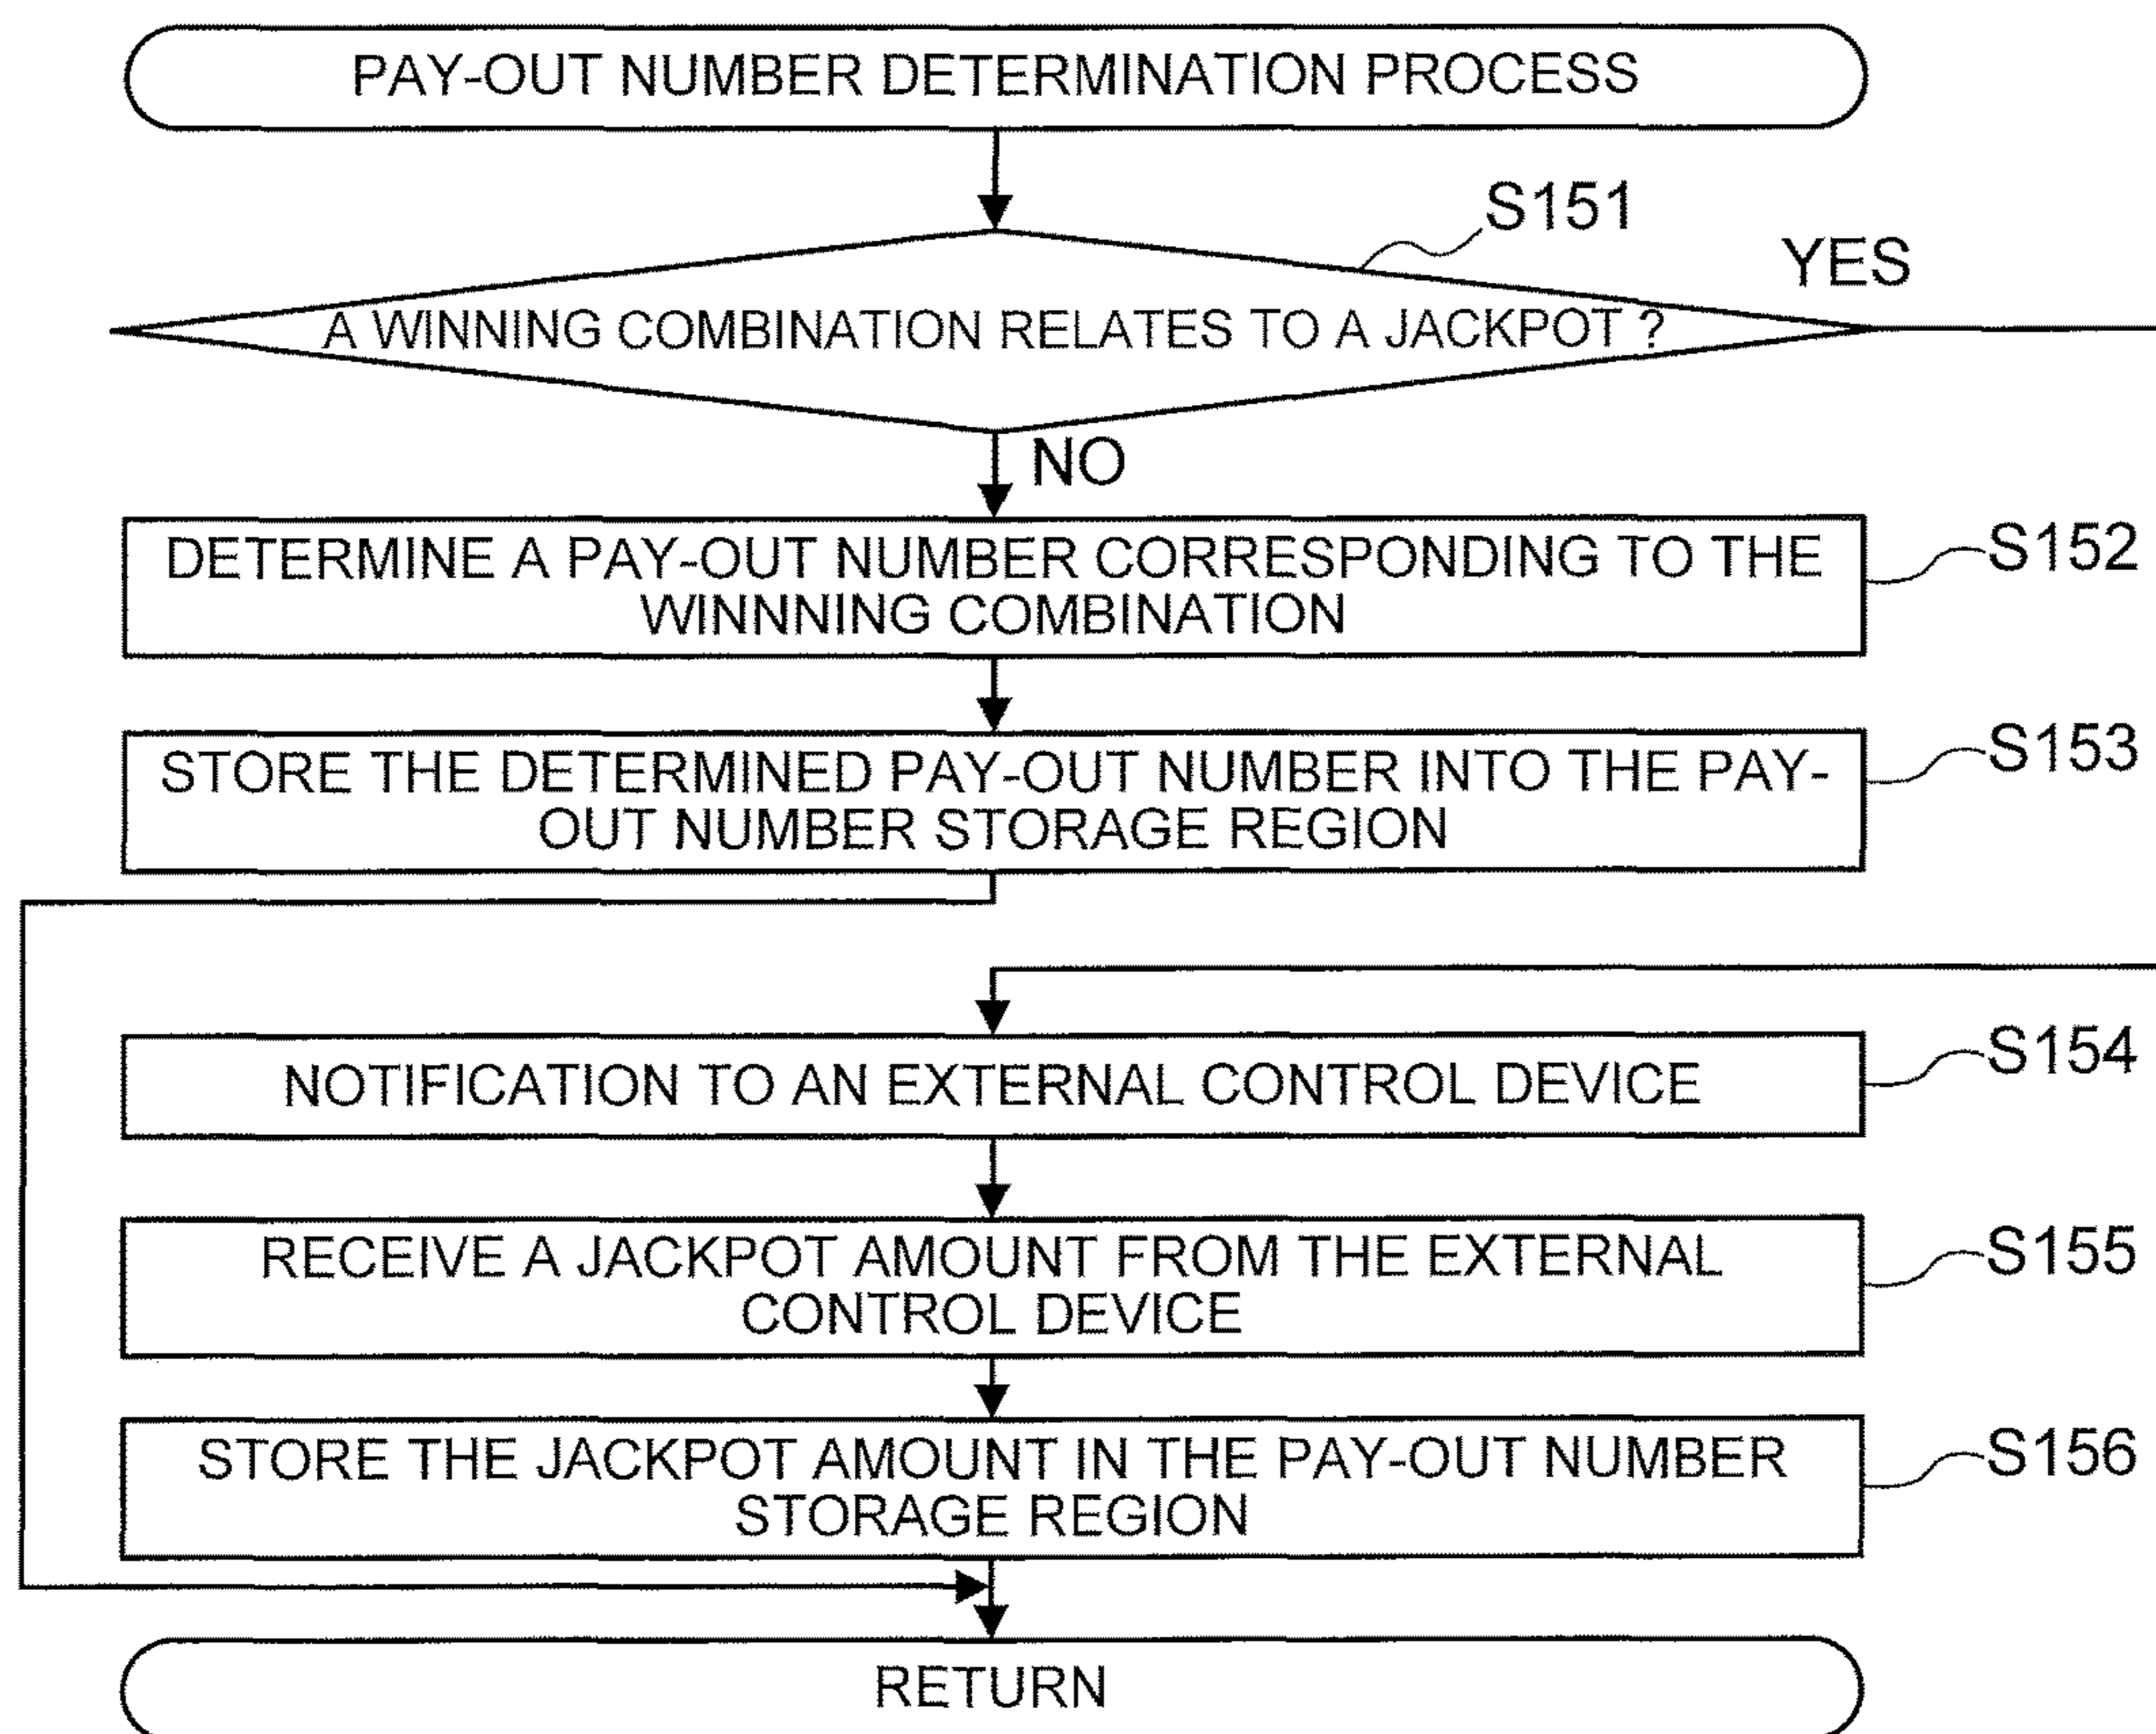 PAY-OUT NUMBER DETERMINATION PROCESS
S151
YES
A WINNING COMBINATION RELATES TO A JACKPOT ?
NO
DETERMINE A PAY-OUT NUMBER CORRESPONDING TO THE
WINNNING COMBINATION
S152
STORE THE DETERMINED PAY-OUT NUMBER INTO THE PAY-
OUT NUMBER STORAGE REGION
S153
NOTIFICATION TO AN EXTERNAL CONTROL DEVICE
S154
RECEIVE A JACKPOT AMOUNT FROM THE EXTERNAL
CONTROL DEVICE
S155
STORE THE JACKPOT AMOUNT IN THE PAY-OUT NUMBER
STORAGE REGION
S156
RETURN